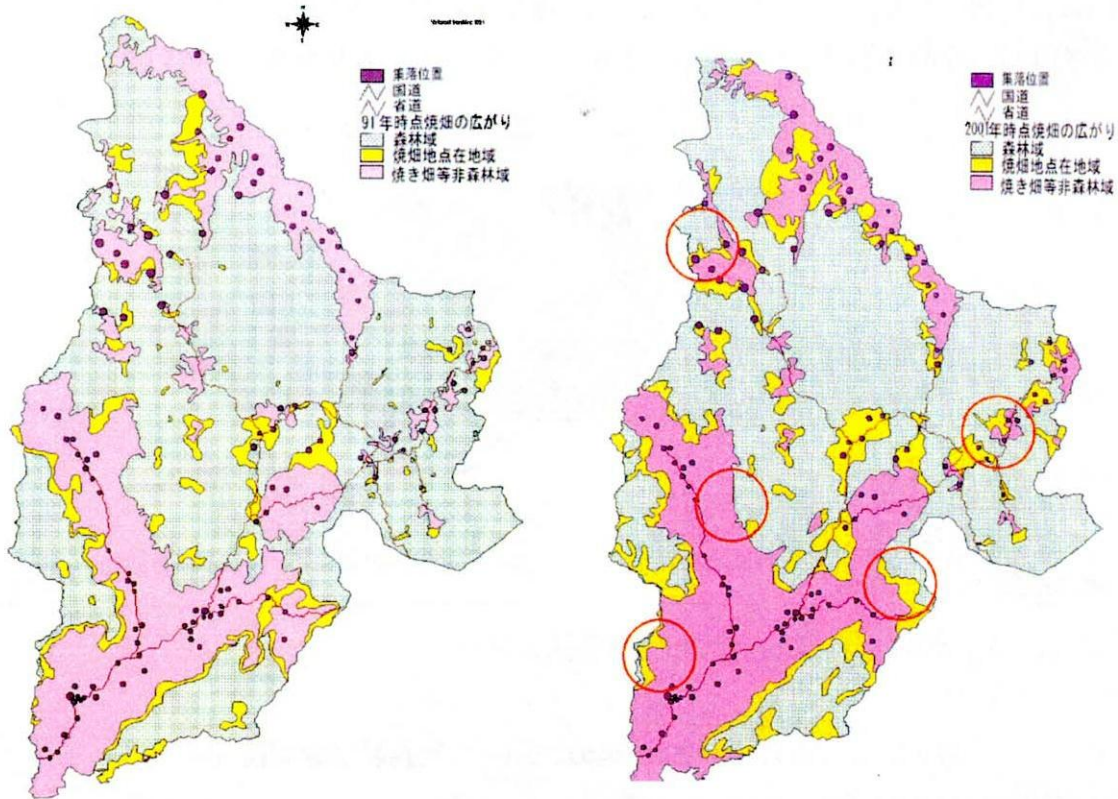 集落位置
国道
省道
91年時点焼畑の広がり
森林域
焼畑地点在地域
焼き畑等非森林域
集落位置
国道
省道
2001年時点焼畑の広がり
森林域
焼畑地点在地域
焼き畑等非森林域